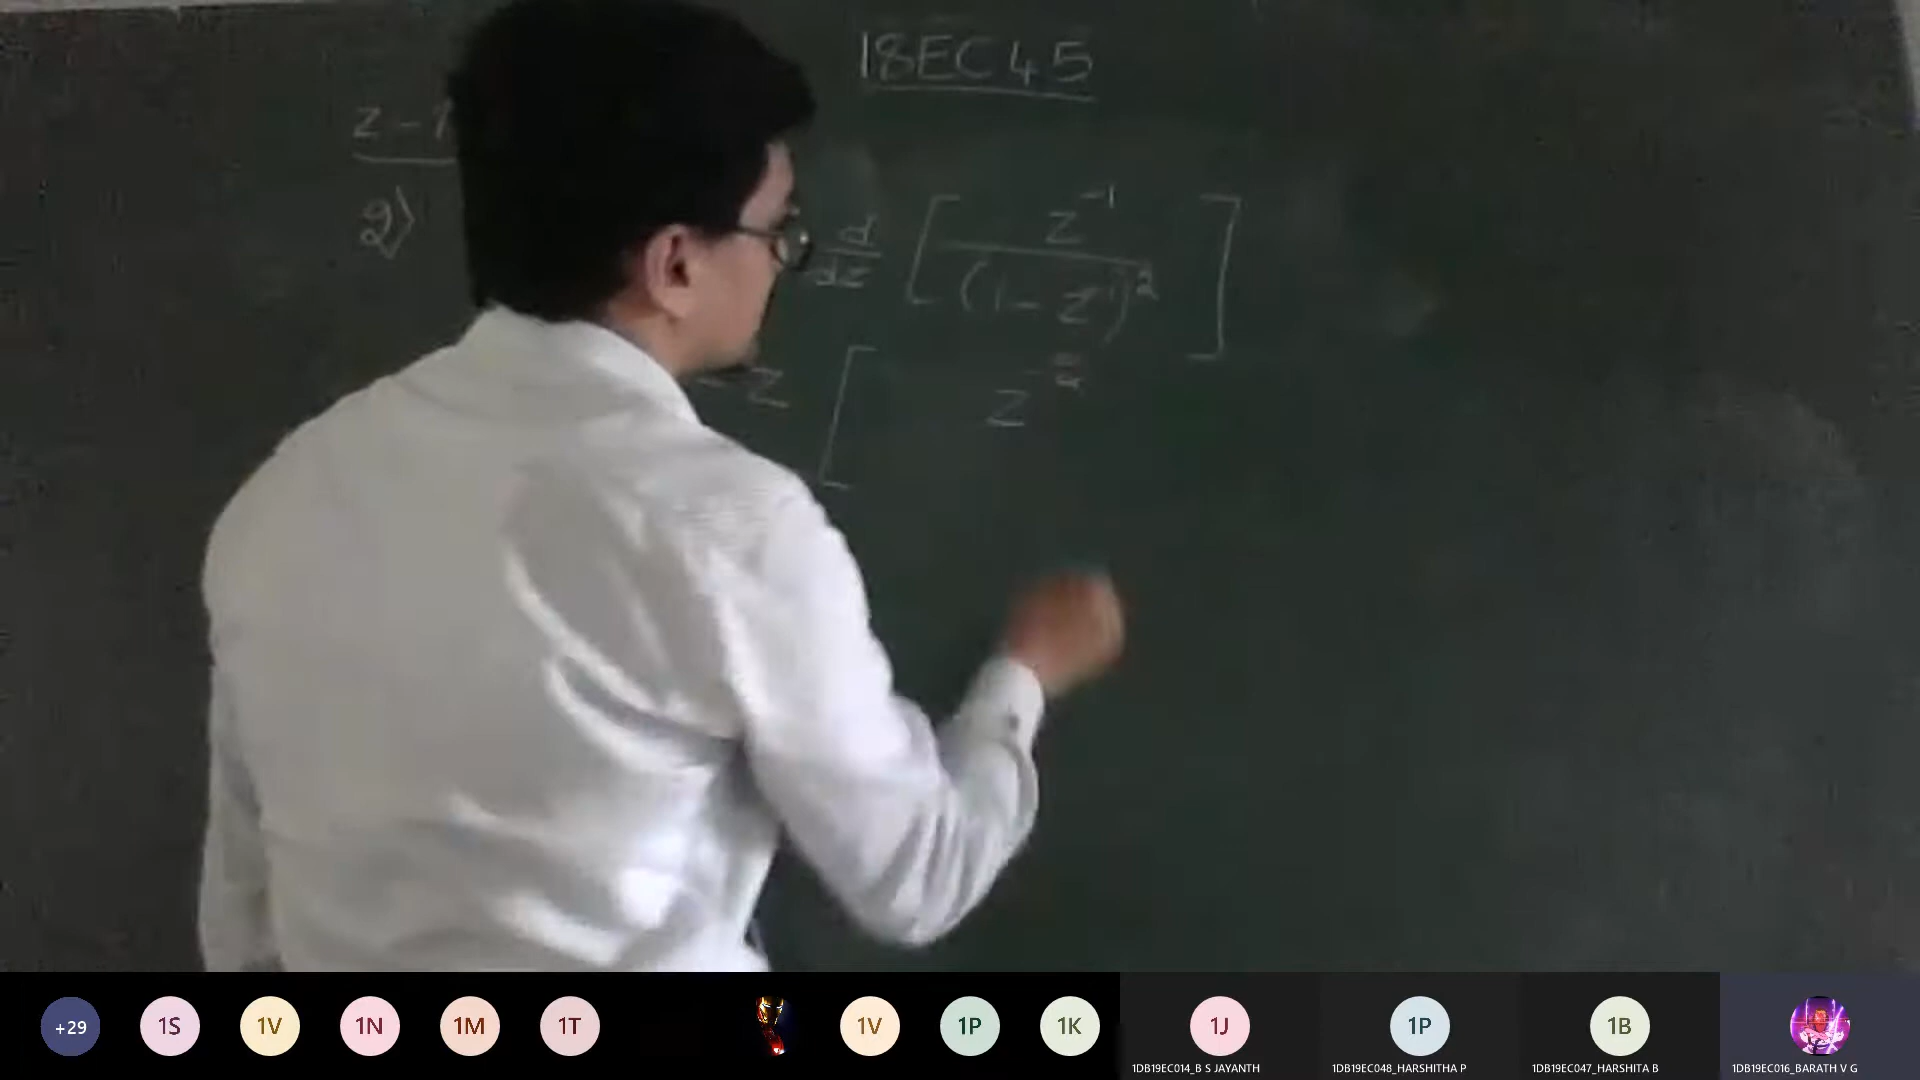 18EC45
z-
2)
d/dz [ z^-1 / (1 - z^-1)^2 ]
-z [ z^-2
+29 1S 1V 1N 1M 1T 1V 1P 1K 1J 1P 1B
1DB19EC014_B S JAYANTH 1DB19EC048_HARSHITHA P 1DB19EC047_HARSHITA B 1DB19EC016_BARATH V G